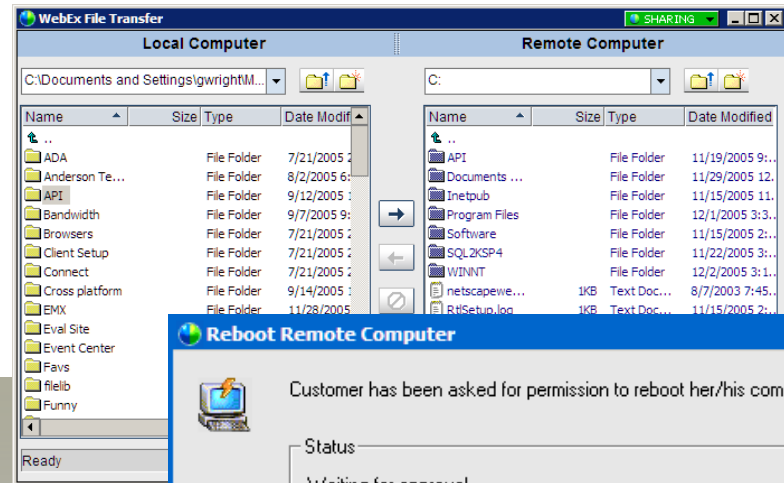 WebEx File Transfer SHARING
Local Computer Remote Computer
C:\Documents and Settings\gwright\M... C:
Name Size Type Date Modif Name Size Type Date Modified
.. ..
ADA File Folder 7/21/2005 2 API File Folder 11/19/2005 9:..
Anderson Te... File Folder 8/2/2005 6: Documents ... File Folder 11/29/2005 12.
API File Folder 9/12/2005 1 Inetpub File Folder 11/15/2005 11.
Bandwidth File Folder 9/7/2005 9: Program Files File Folder 12/1/2005 3:3..
Browsers File Folder 7/21/2005 2 Software File Folder 11/15/2005 2:..
Client Setup File Folder 7/21/2005 2 SQL2KSP4 File Folder 11/22/2005 3:..
Connect File Folder 7/21/2005 2 WINNT File Folder 12/2/2005 3:1..
Cross platform File Folder 9/14/2005 : netscapewe... 1KB Text Doc... 8/7/2003 7:45..
EMX File Folder 11/28/2005 RtlSetup.log 1KB Text Doc... 11/15/2005 2:..
Eval Site
Event Center
Favs
filelib
Funny
Ready
Reboot Remote Computer
Customer has been asked for permission to reboot her/his com
Status
Waiting for approval